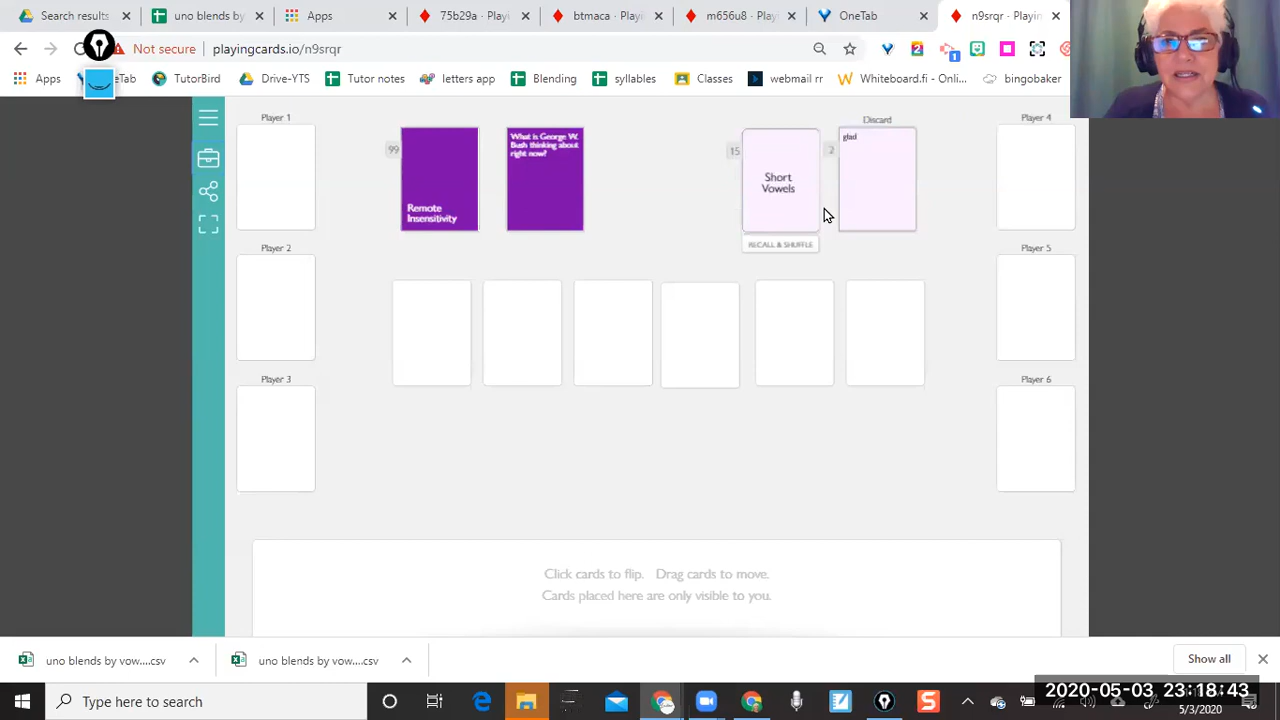 Search results
uno blends by
Apps
75b29a - Playi
btmaca - Playin
m656u8 - Play
OneTab
n9srqr - Playin
Not secure
playingcards.io/n9srqr
Apps
OneTab
TutorBird
Drive-YTS
Tutor notes
letters app
Blending
syllables
Classes
webmail rr
Whiteboard.fi - Onli...
bingobaker
Player 1
Player 2
Player 3
99
Remote
Insensitivity
What is George W.
Bush thinking about
right now?
15
Short
Vowels
RECALL & SHUFFLE
2
Discard
glad
Player 4
Player 5
Player 6
Click cards to flip. Drag cards to move.
Cards placed here are only visible to you.
uno blends by vow....csv
uno blends by vow....csv
Show all
Type here to search
2020-05-03 23:18:43
5/3/2020